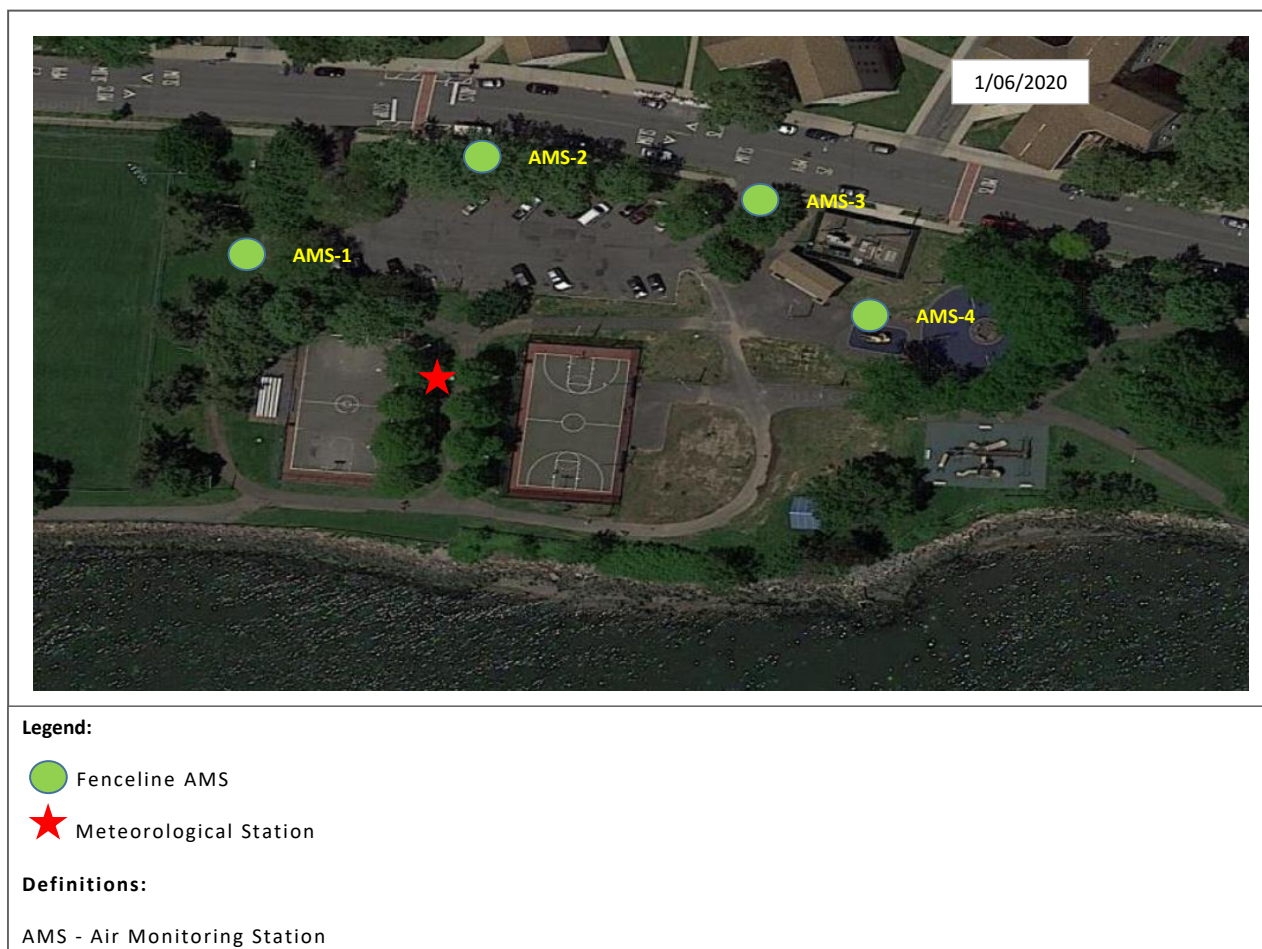 1/06/2020
AMS-2
AMS-3
AMS-1
AMS-4
Legend:
Fenceline AMS
Meteorological Station
Definitions:
AMS - Air Monitoring Station